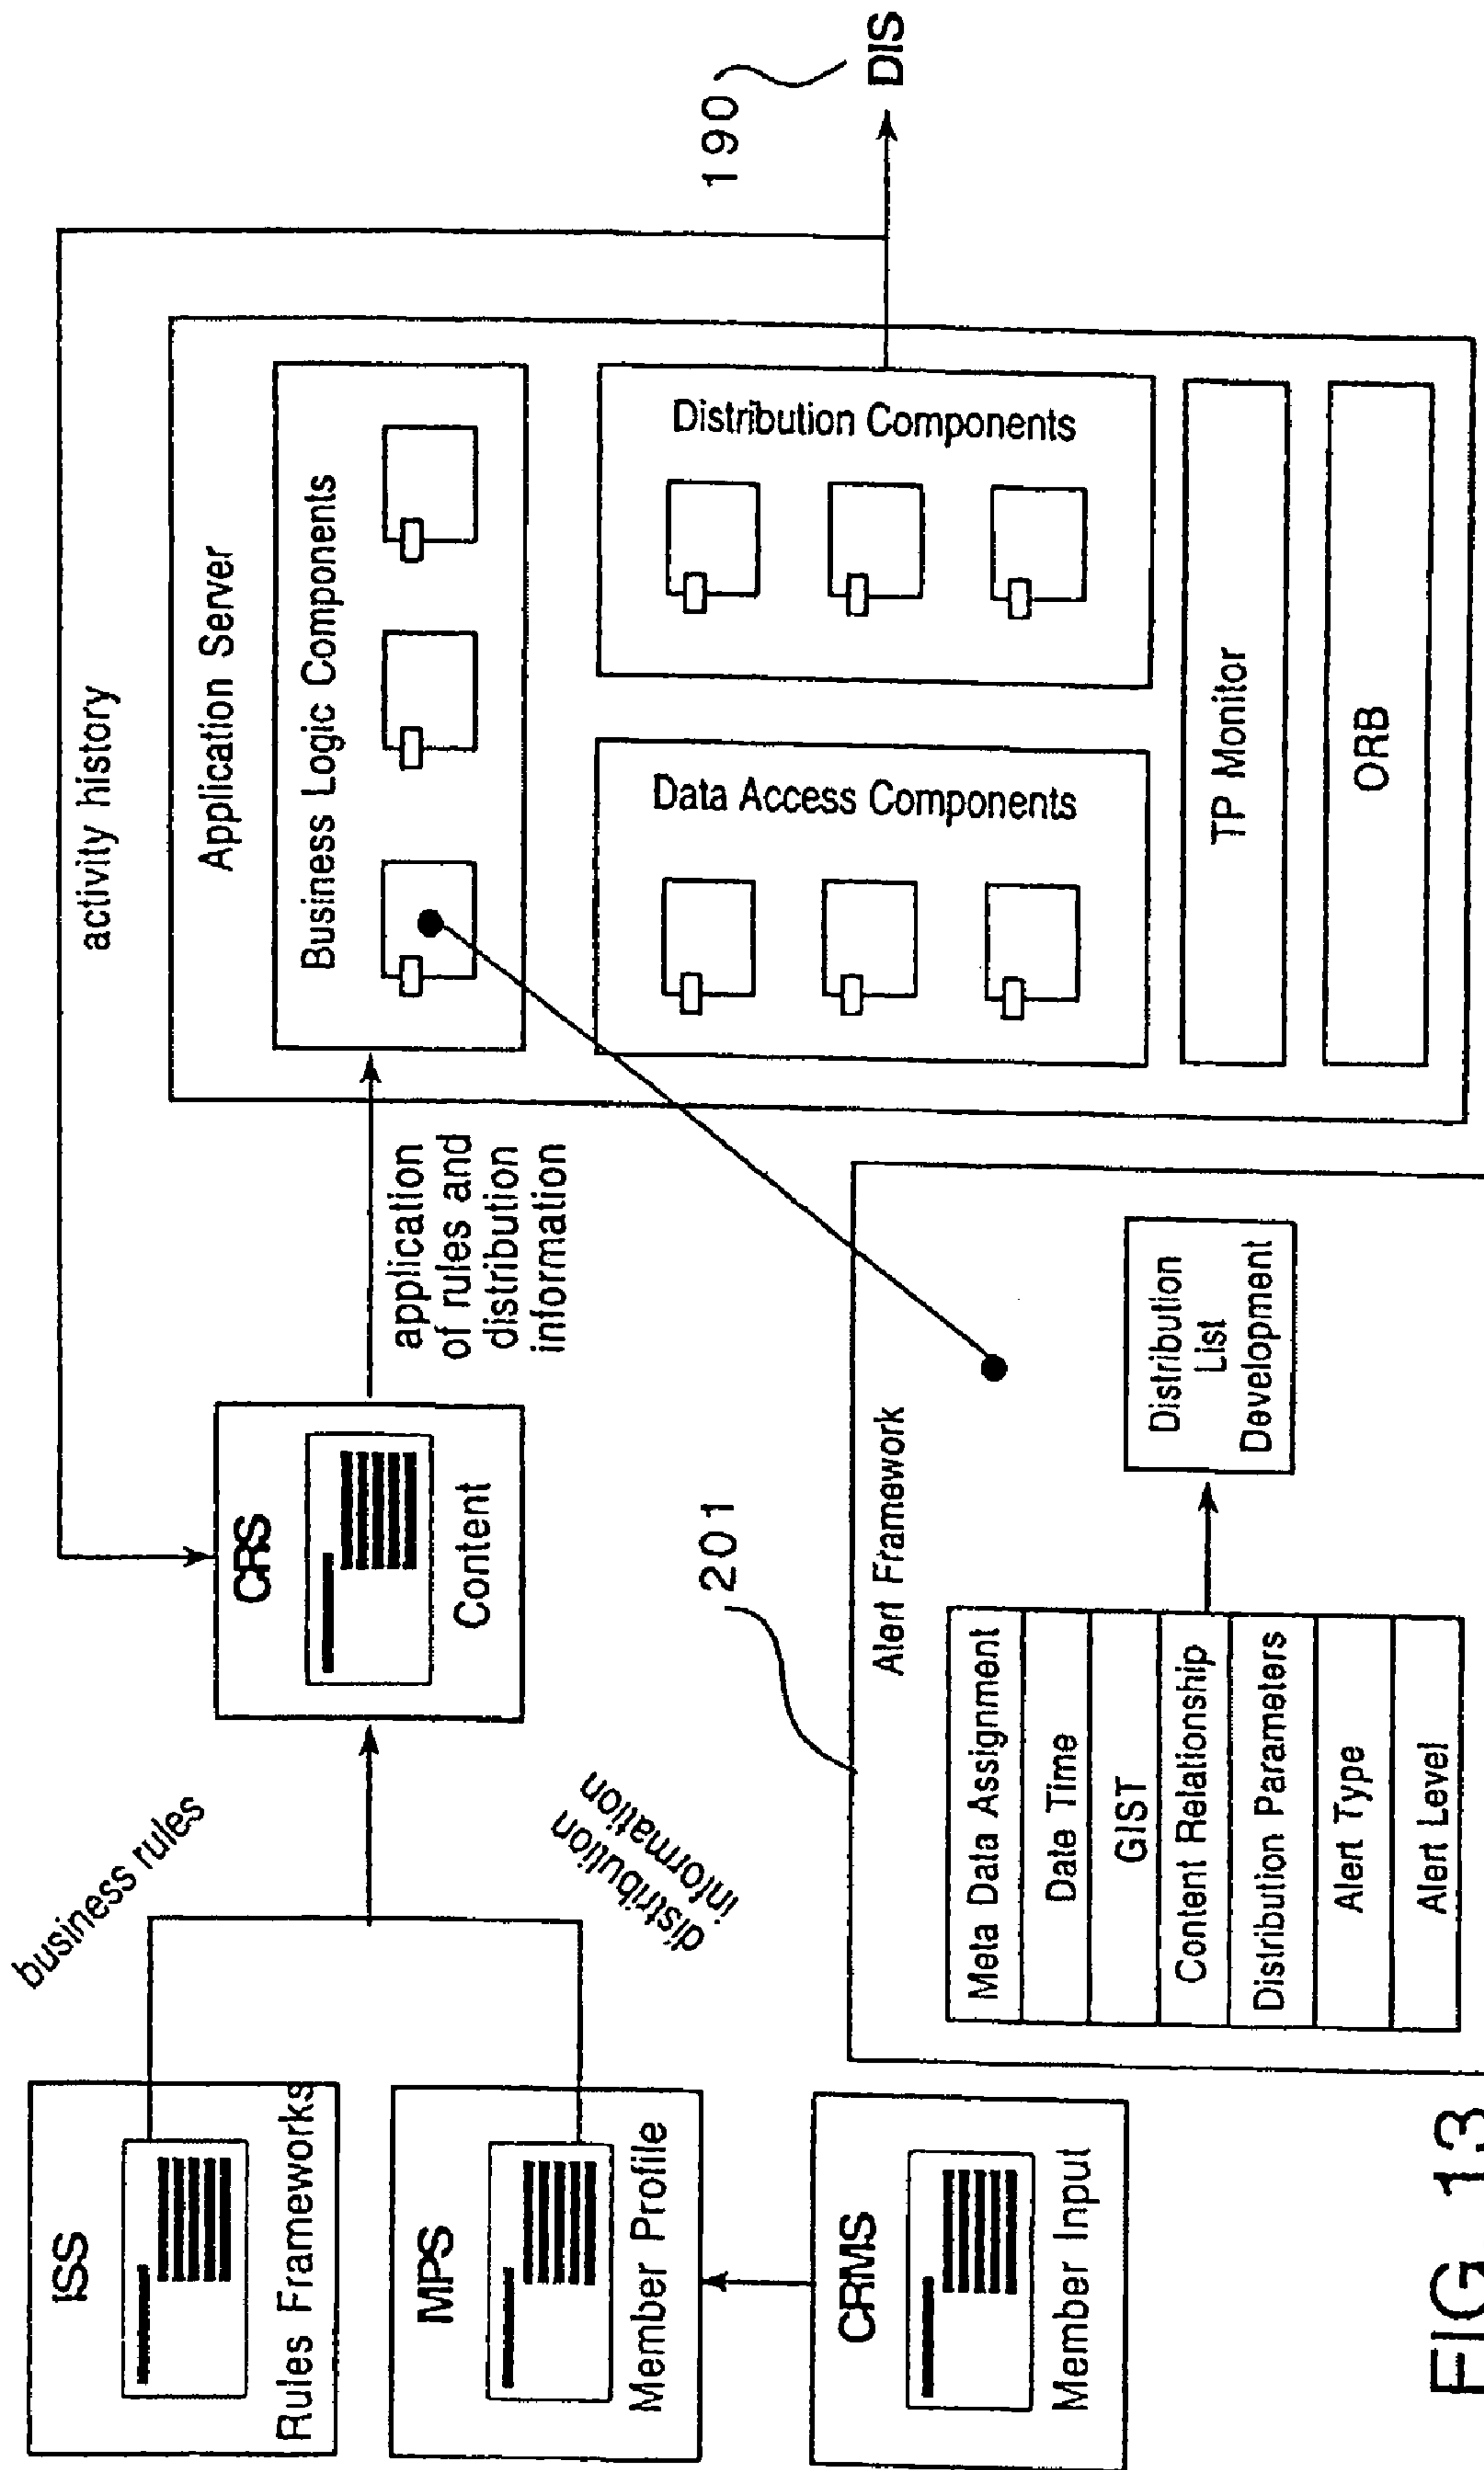 ISS
Rules Frameworks
MPS
Member Profile
CRMS
Member Input
business rules
distribution
information
CRS
Content
activity history
application
of rules and
distribution
information
Application Server
Business Logic Components
Data Access Components
Distribution Components
TP Monitor
ORB
190
DIS
201
Alert Framework
Meta Data Assignment
Date Time
GIST
Content Relationship
Distribution Parameters
Alert Type
Alert Level
Distribution
List
Development
FIG. 13